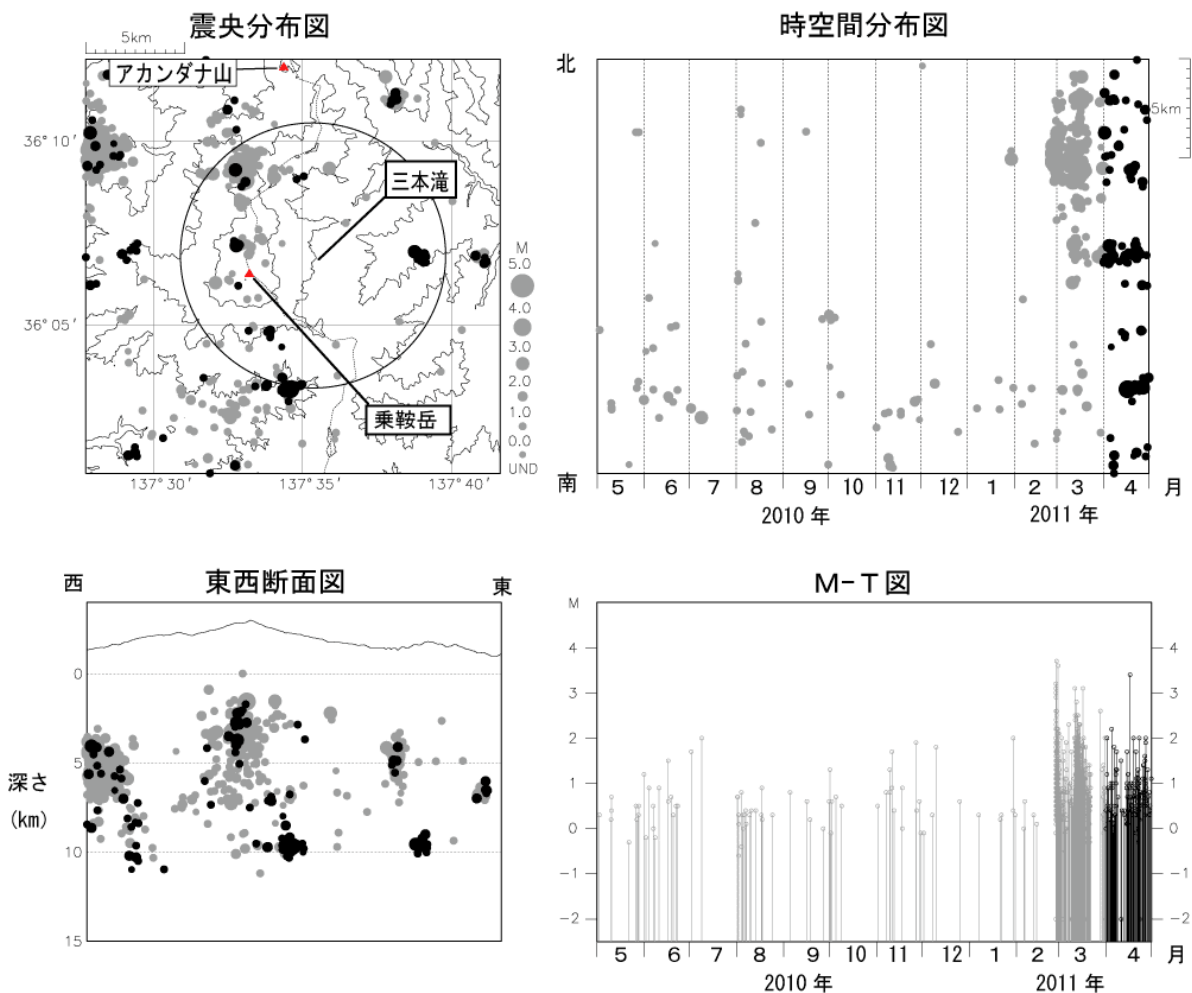 震央分布図
5km
アカンダナ山
36° 10′
三本滝
36° 05′
乗鞍岳
137° 30′
137° 35′
137° 40′
M
5.0
4.0
3.0
2.0
1.0
0.0
UND
時空間分布図
北
5km
南
5 6 7 8 9 10 11 12 1 2 3 4 月
2010 年
2011 年
東西断面図
西
東
0
5
深さ
(km)
10
15
M-T図
M
4 4
3 3
2 2
1 1
0 0
-1 -1
-2 -2
5 6 7 8 9 10 11 12 1 2 3 4 月
2010 年
2011 年